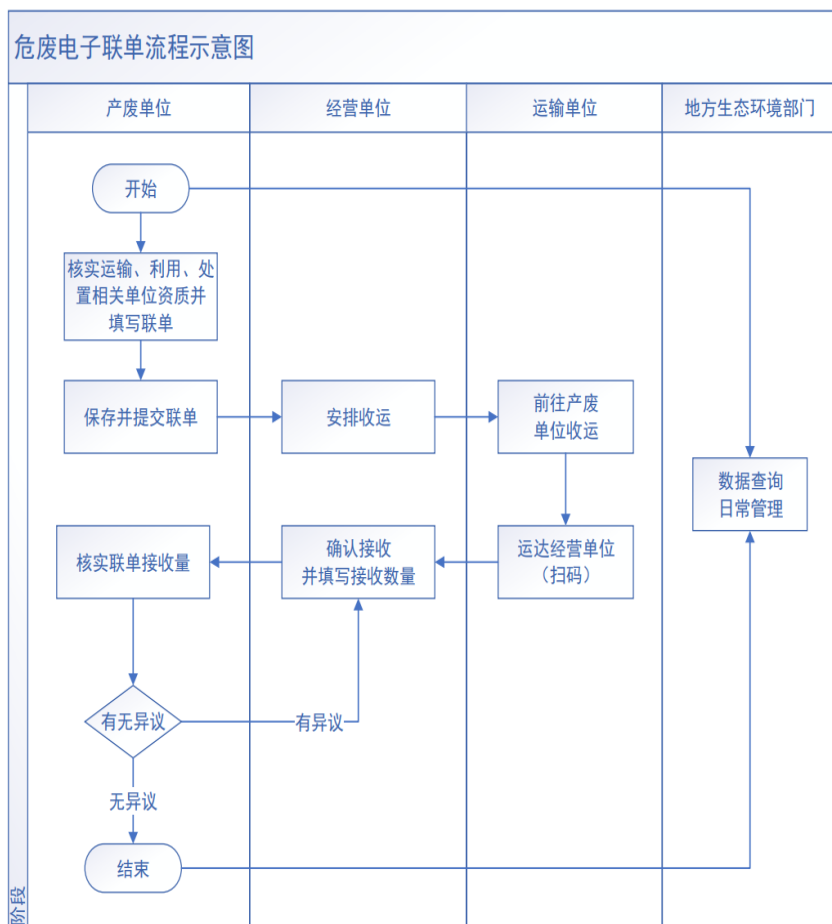 危废电子联单流程示意图
产废单位
经营单位
运输单位
地方生态环境部门
开始
核实运输、利用、处
置相关单位资质并
填写联单
保存并提交联单
安排收运
前往产废
单位收运
数据查询
日常管理
核实联单接收量
确认接收
并填写接收数量
运达经营单位
（扫码）
有无异议
有异议
无异议
结束
阶段